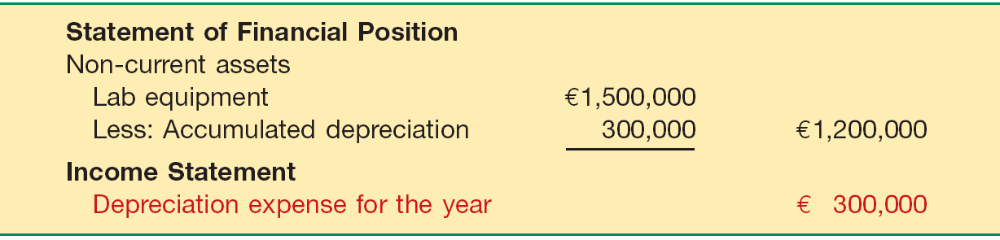 Statement of Financial Position
Non-current assets
Lab equipment €1,500,000
Less: Accumulated depreciation 300,000 €1,200,000
Income Statement
Depreciation expense for the year € 300,000